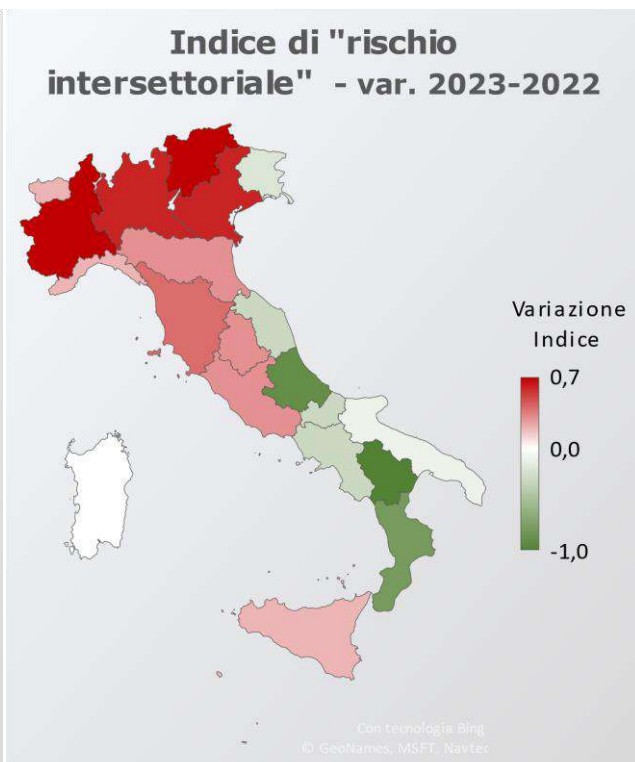 Indice di "rischio
intersettoriale" - var. 2023-2022
Variazione
Indice
0,7
0,0
-1,0
Con tecnologia Bing
© GeoNames, MSFT, Navteq